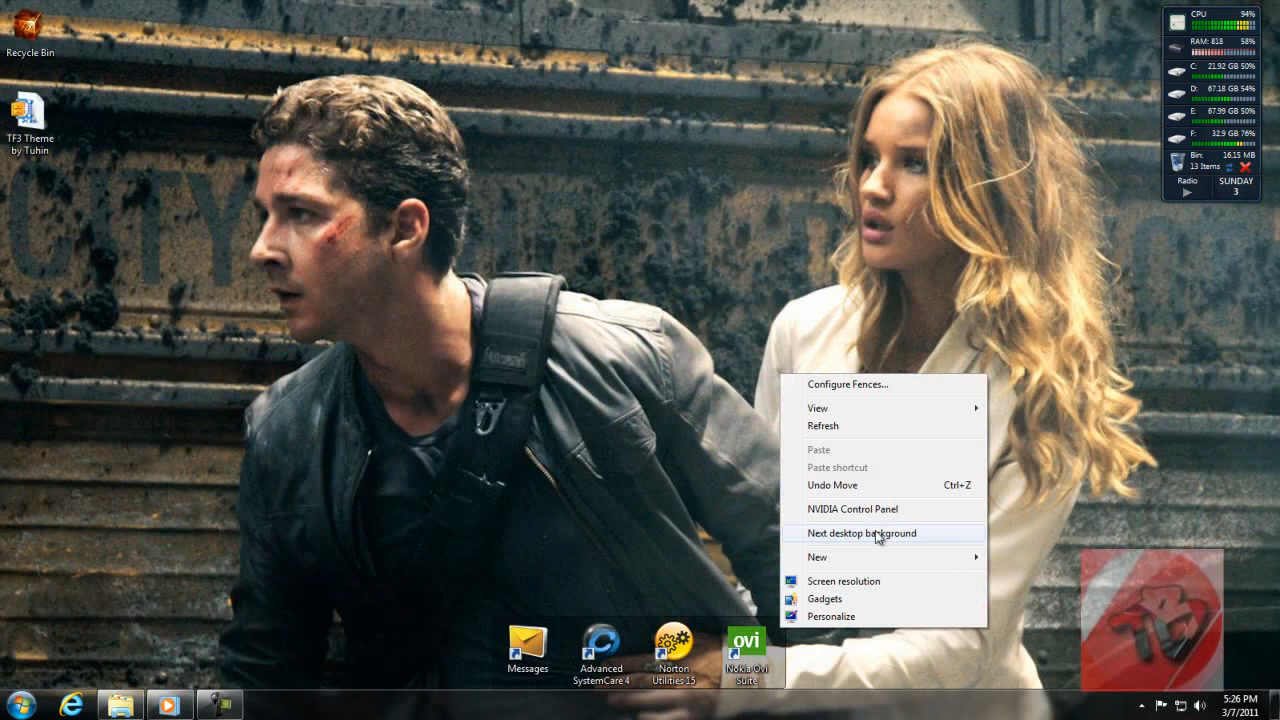 Recycle Bin
TF3 Theme
by Tuhin
CITY
CPU 94%
RAM: 818 58%
C: 21.92 GB 50%
D: 67.18 GB 54%
E: 67.99 GB 50%
F: 32.9 GB 76%
Bin: 16.15 MB
13 Items
Radio
SUNDAY
3
Configure Fences...
View
Refresh
Paste
Paste shortcut
Undo Move Ctrl+Z
NVIDIA Control Panel
Next desktop background
New
Screen resolution
Gadgets
Personalize
Messages
Advanced
SystemCare 4
Norton
Utilities 15
ovi
Nokia Ovi
Suite
5:26 PM
3/7/2011